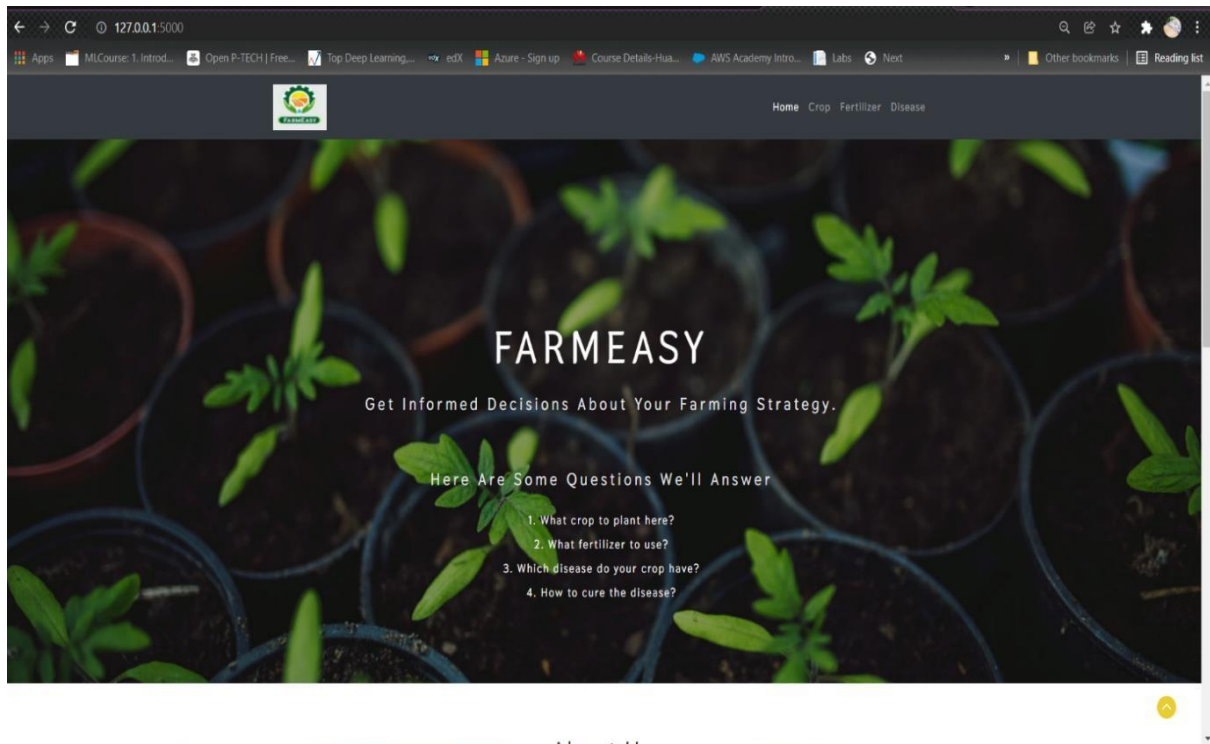 127.0.0.1:5000
Apps MLCourse: 1. Introd... Open P-TECH | Free... Top Deep Learning,... edX edX Azure - Sign up Course Details-Hua... AWS Academy Intro... Labs Next » Other bookmarks Reading list
FARMEASY
Home Crop Fertilizer Disease
FARMEASY
Get Informed Decisions About Your Farming Strategy.
Here Are Some Questions We'll Answer
1. What crop to plant here?
2. What fertilizer to use?
3. Which disease do your crop have?
4. How to cure the disease?